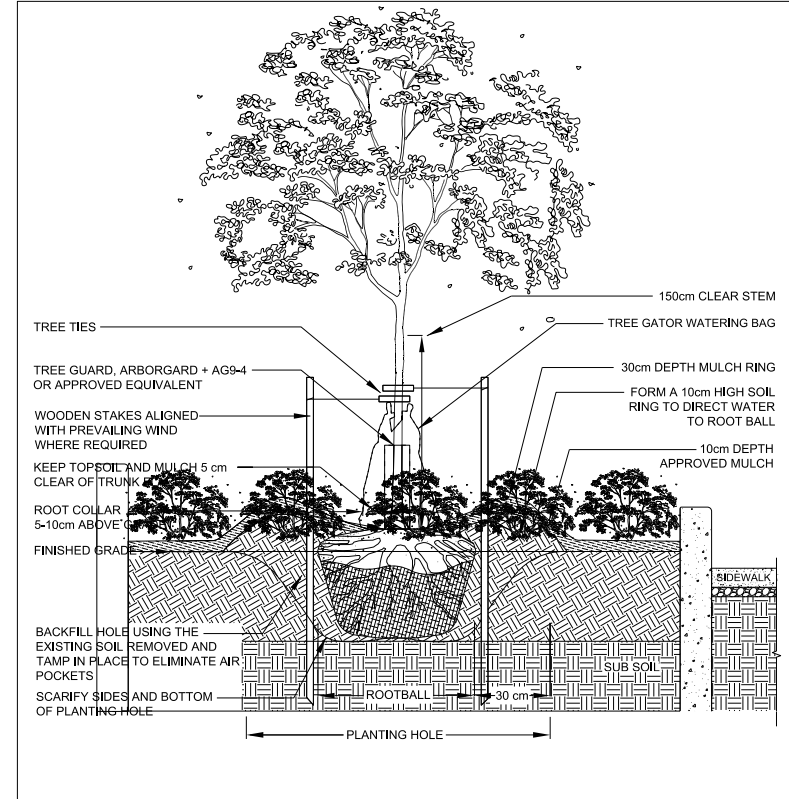 TREE TIES
TREE GUARD, ARBORGARD + AG9-4
OR APPROVED EQUIVALENT
WOODEN STAKES ALIGNED
WITH PREVAILING WIND
WHERE REQUIRED
KEEP TOPSOIL AND MULCH 5 cm
CLEAR OF TRUNK
ROOT COLLAR
5-10cm ABOVE
FINISHED GRADE
BACKFILL HOLE USING THE
EXISTING SOIL REMOVED AND
TAMP IN PLACE TO ELIMINATE AIR
POCKETS
SCARIFY SIDES AND BOTTOM
OF PLANTING HOLE
150cm CLEAR STEM
TREE GATOR WATERING BAG
30cm DEPTH MULCH RING
FORM A 10cm HIGH SOIL
RING TO DIRECT WATER
TO ROOT BALL
10cm DEPTH
APPROVED MULCH
SIDEWALK
SUB SOIL
ROOTBALL
30 cm
PLANTING HOLE